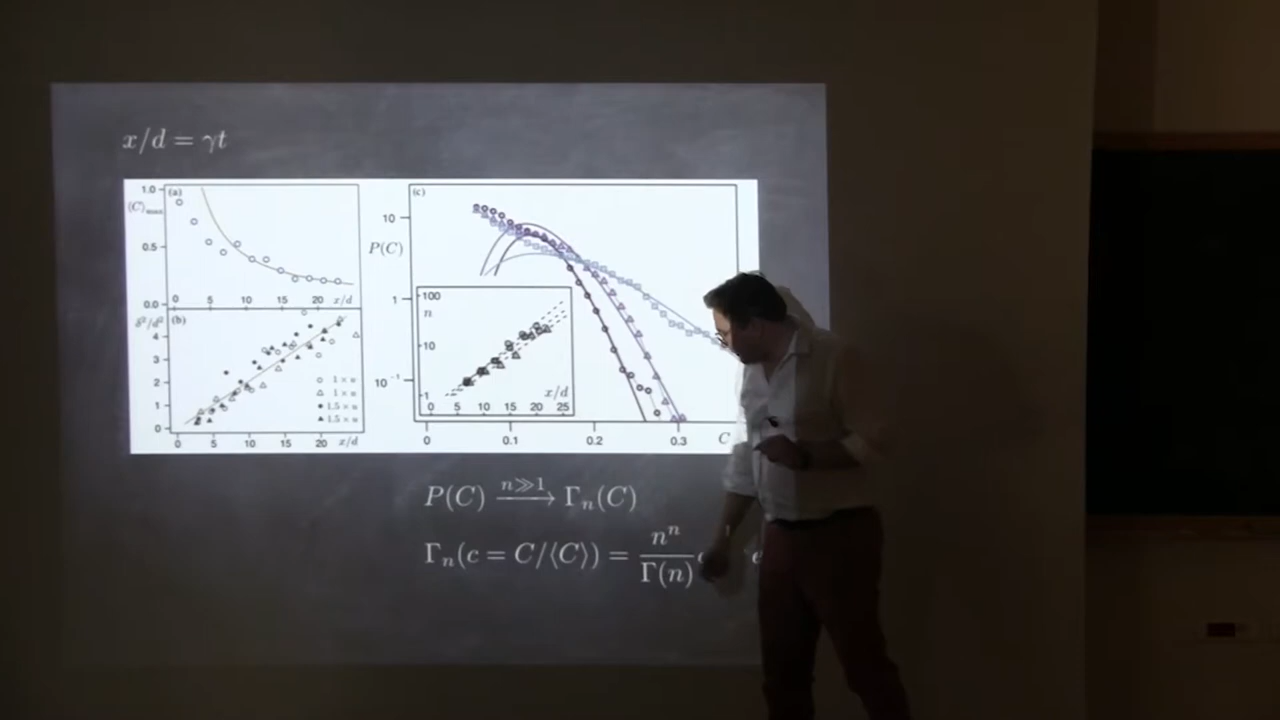 x/d = γt
(a)
1.0
⟨C⟩max
0.5
0.0
0 5 10 15 20 x/d
(b)
δ²/d²
4
3
2
1
0
○ 1 × u
△ 1 × u
● 1.5 × u
▲ 1.5 × u
0 5 10 15 20 x/d
(c)
10
P(C)
1
10⁻¹
100
n
10
1
x/d
0 5 10 15 20 25
0 0.1 0.2 0.3 C
P(C) n≫1 ⟶ Γₙ(C)
Γₙ(c = C/⟨C⟩) = nⁿ/Γ(n)